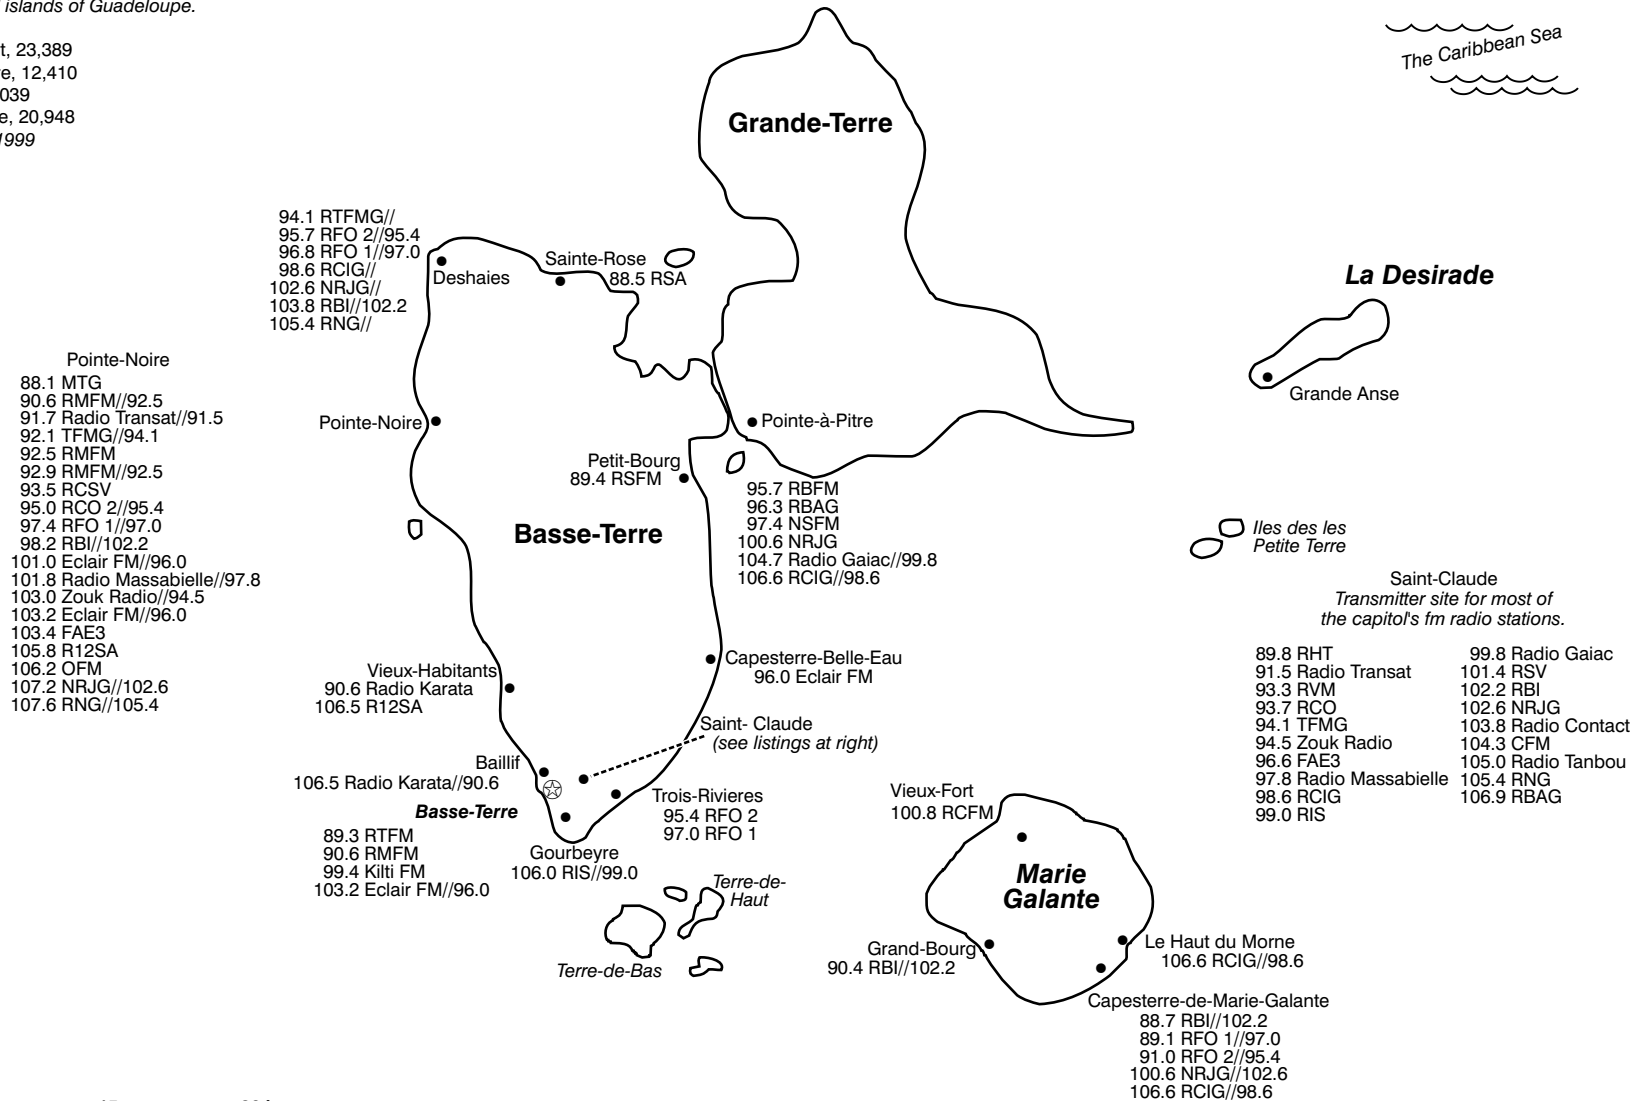 islands of Guadeloupe.
t, 23,389
e, 12,410
039
e, 20,948
1999
The Caribbean Sea
Grande-Terre
94.1 RTFMG//
95.7 RFO 2//95.4
96.8 RFO 1//97.0
98.6 RCIG//
102.6 NRJG//
103.8 RBI//102.2
105.4 RNG//
Deshaies
Sainte-Rose
88.5 RSA
La Desirade
Grande Anse
Pointe-Noire
88.1 MTG
90.6 RMFM//92.5
91.7 Radio Transat//91.5
92.1 TFMG//94.1
92.5 RMFM
92.9 RMFM//92.5
93.5 RCSV
95.0 RCO 2//95.4
97.4 RFO 1//97.0
98.2 RBI//102.2
101.0 Eclair FM//96.0
101.8 Radio Massabielle//97.8
103.0 Zouk Radio//94.5
103.2 Eclair FM//96.0
103.4 FAE3
105.8 R12SA
106.2 OFM
107.2 NRJG//102.6
107.6 RNG//105.4
Pointe-Noire
Pointe-à-Pitre
Petit-Bourg
89.4 RSFM
95.7 RBFM
96.3 RBAG
97.4 NSFM
100.6 NRJG
104.7 Radio Gaiac//99.8
106.6 RCIG//98.6
Basse-Terre
Iles des les
Petite Terre
Saint-Claude
Transmitter site for most of
the capitol's fm radio stations.
89.8 RHT
91.5 Radio Transat
93.3 RVM
93.7 RCO
94.1 TFMG
94.5 Zouk Radio
96.6 FAE3
97.8 Radio Massabielle
98.6 RCIG
99.0 RIS
99.8 Radio Gaiac
101.4 RSV
102.2 RBI
102.6 NRJG
103.8 Radio Contact
104.3 CFM
105.0 Radio Tanbou
105.4 RNG
106.9 RBAG
Capesterre-Belle-Eau
96.0 Eclair FM
Vieux-Habitants
90.6 Radio Karata
106.5 R12SA
Saint- Claude
(see listings at right)
Baillif
106.5 Radio Karata//90.6
Basse-Terre
89.3 RTFM
90.6 RMFM
99.4 Kilti FM
103.2 Eclair FM//96.0
Trois-Rivieres
95.4 RFO 2
97.0 RFO 1
Gourbeyre
106.0 RIS//99.0
Terre-de-
Haut
Terre-de-Bas
Vieux-Fort
100.8 RCFM
Marie
Galante
Grand-Bourg
90.4 RBI//102.2
Le Haut du Morne
106.6 RCIG//98.6
Capesterre-de-Marie-Galante
88.7 RBI//102.2
89.1 RFO 1//97.0
91.0 RFO 2//95.4
100.6 NRJG//102.6
106.6 RCIG//98.6